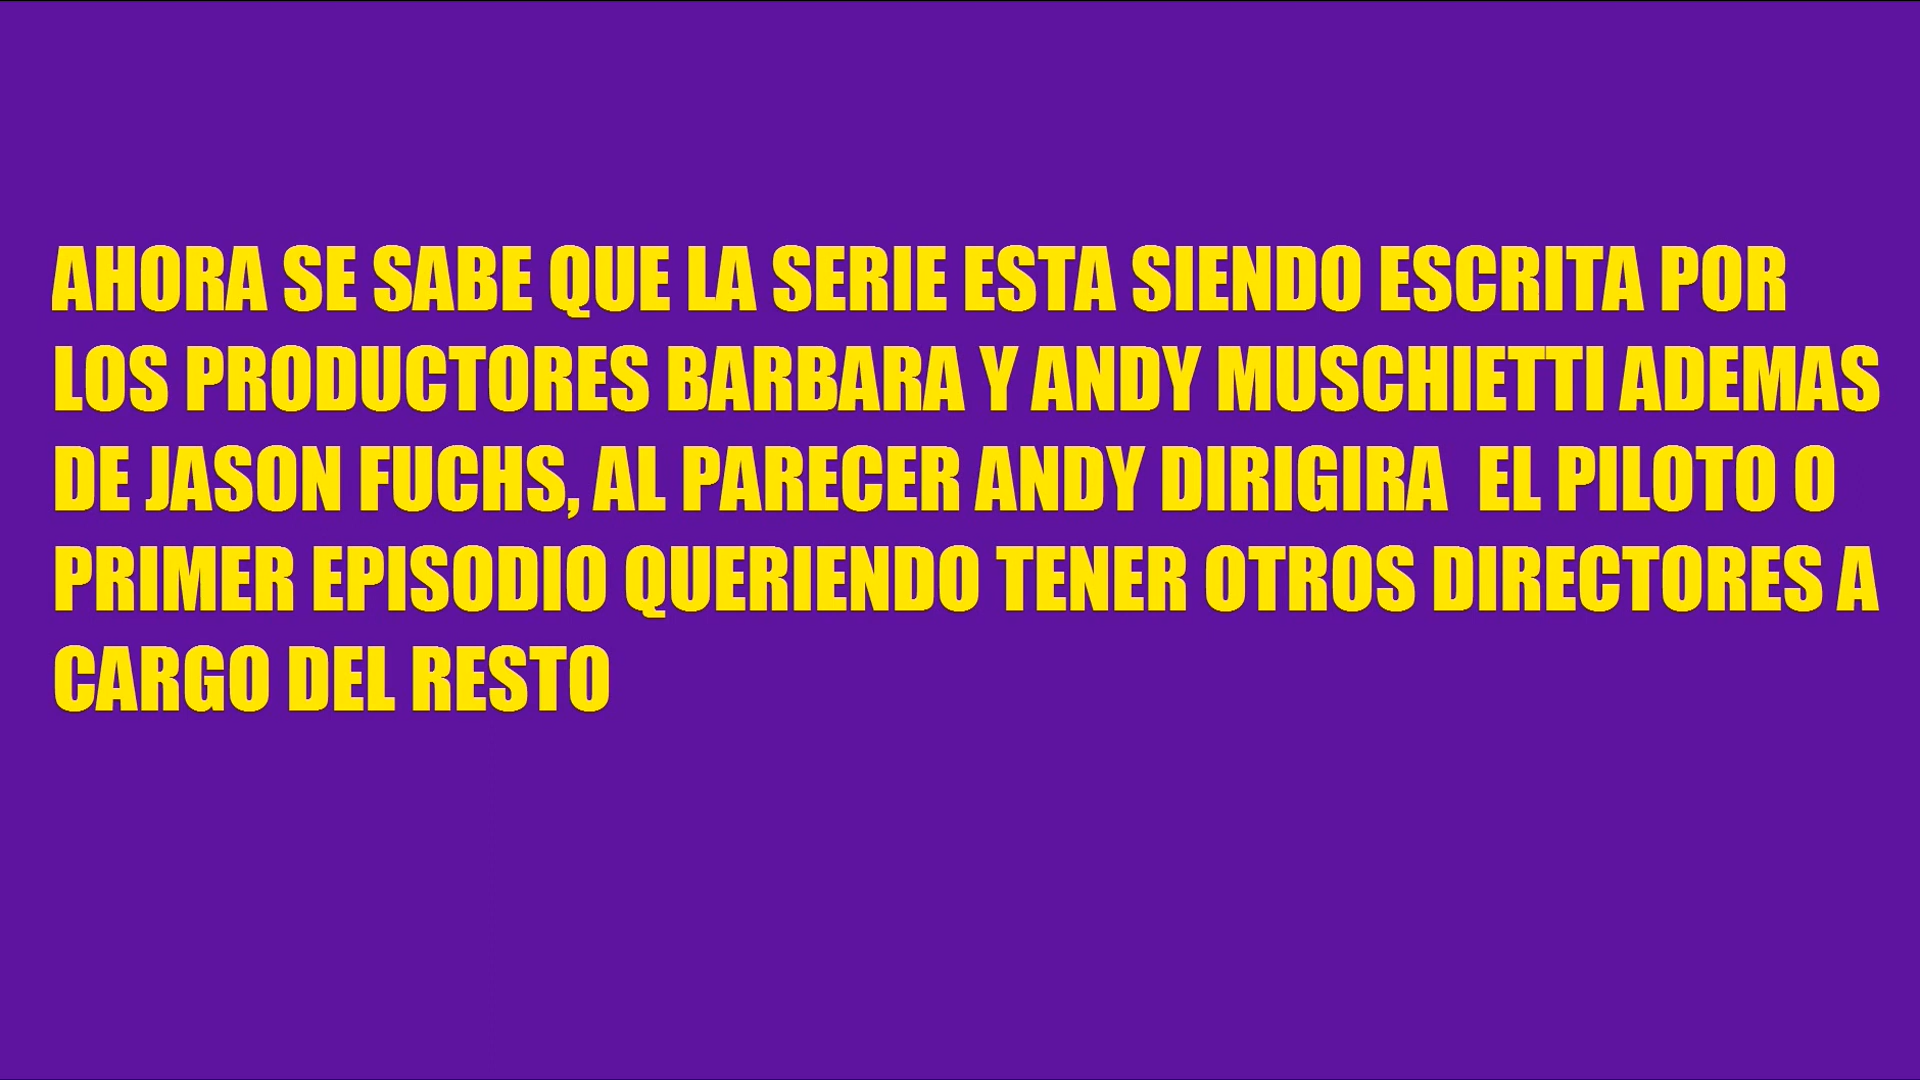 AHORA SE SABE QUE LA SERIE ESTA SIENDO ESCRITA POR
LOS PRODUCTORES BARBARA Y ANDY MUSCHIETTI ADEMAS
DE JASON FUCHS, AL PARECER ANDY DIRIGIRA  EL PILOTO O
PRIMER EPISODIO QUERIENDO TENER OTROS DIRECTORES A
CARGO DEL RESTO